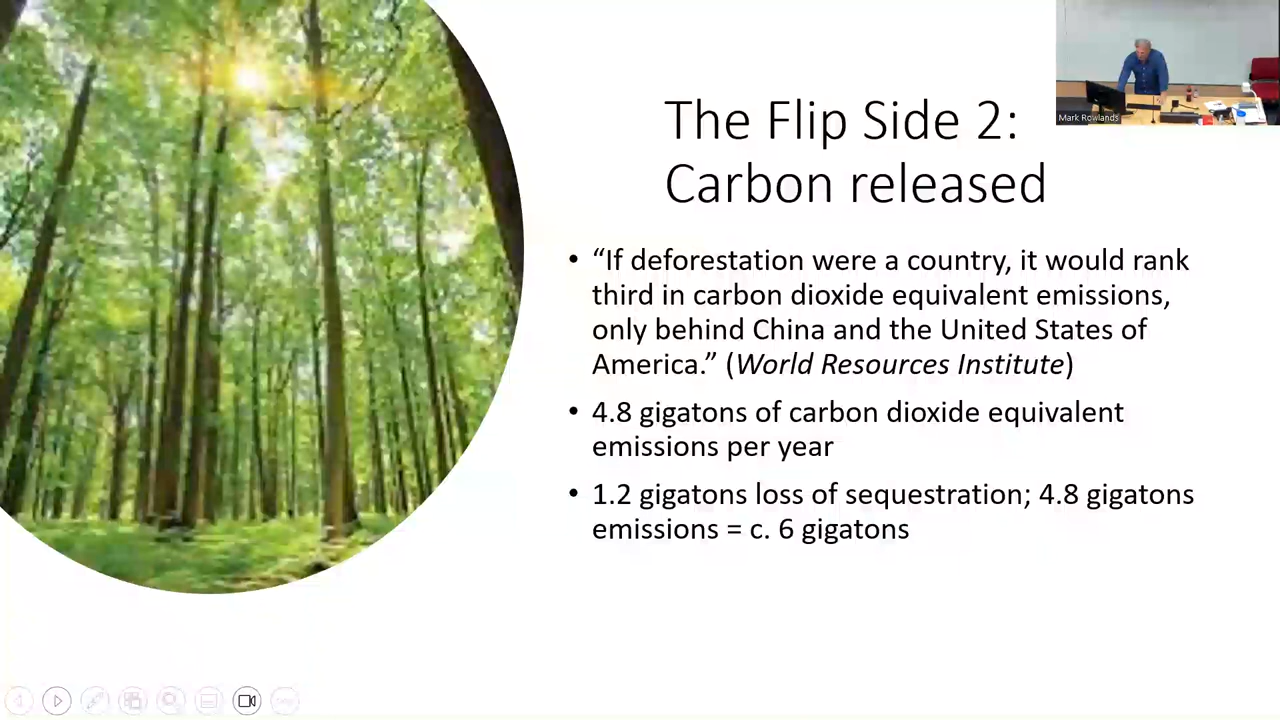 The Flip Side 2:
Carbon released
Mark Rowlands
• “If deforestation were a country, it would rank
third in carbon dioxide equivalent emissions,
only behind China and the United States of
America.” (World Resources Institute)
• 4.8 gigatons of carbon dioxide equivalent
emissions per year
• 1.2 gigatons loss of sequestration; 4.8 gigatons
emissions = c. 6 gigatons